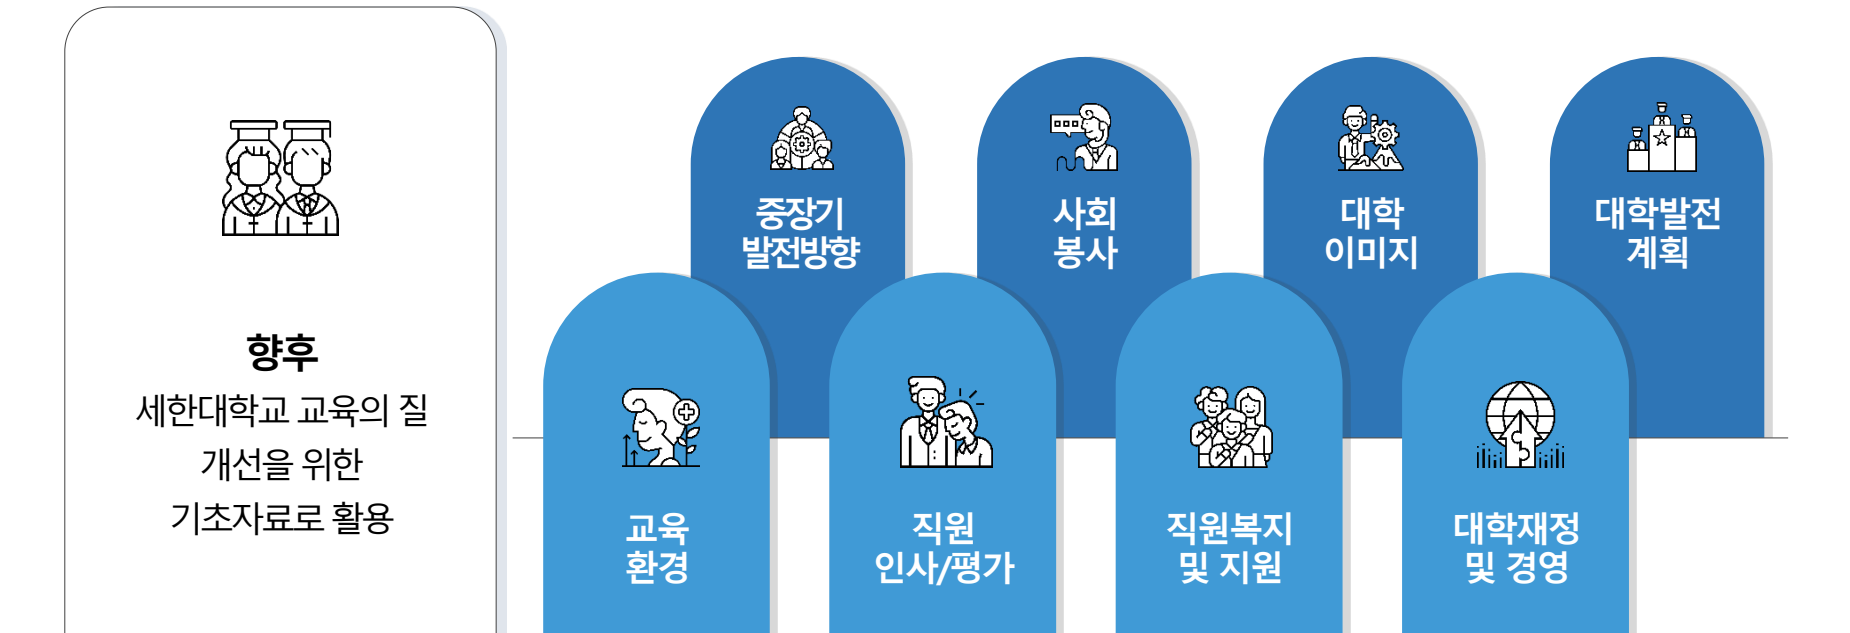 향후
세한대학교 교육의 질
개선을 위한
기초자료로 활용
중장기
발전방향
사회
봉사
대학
이미지
대학발전
계획
교육
환경
직원
인사/평가
직원복지
및 지원
대학재정
및 경영